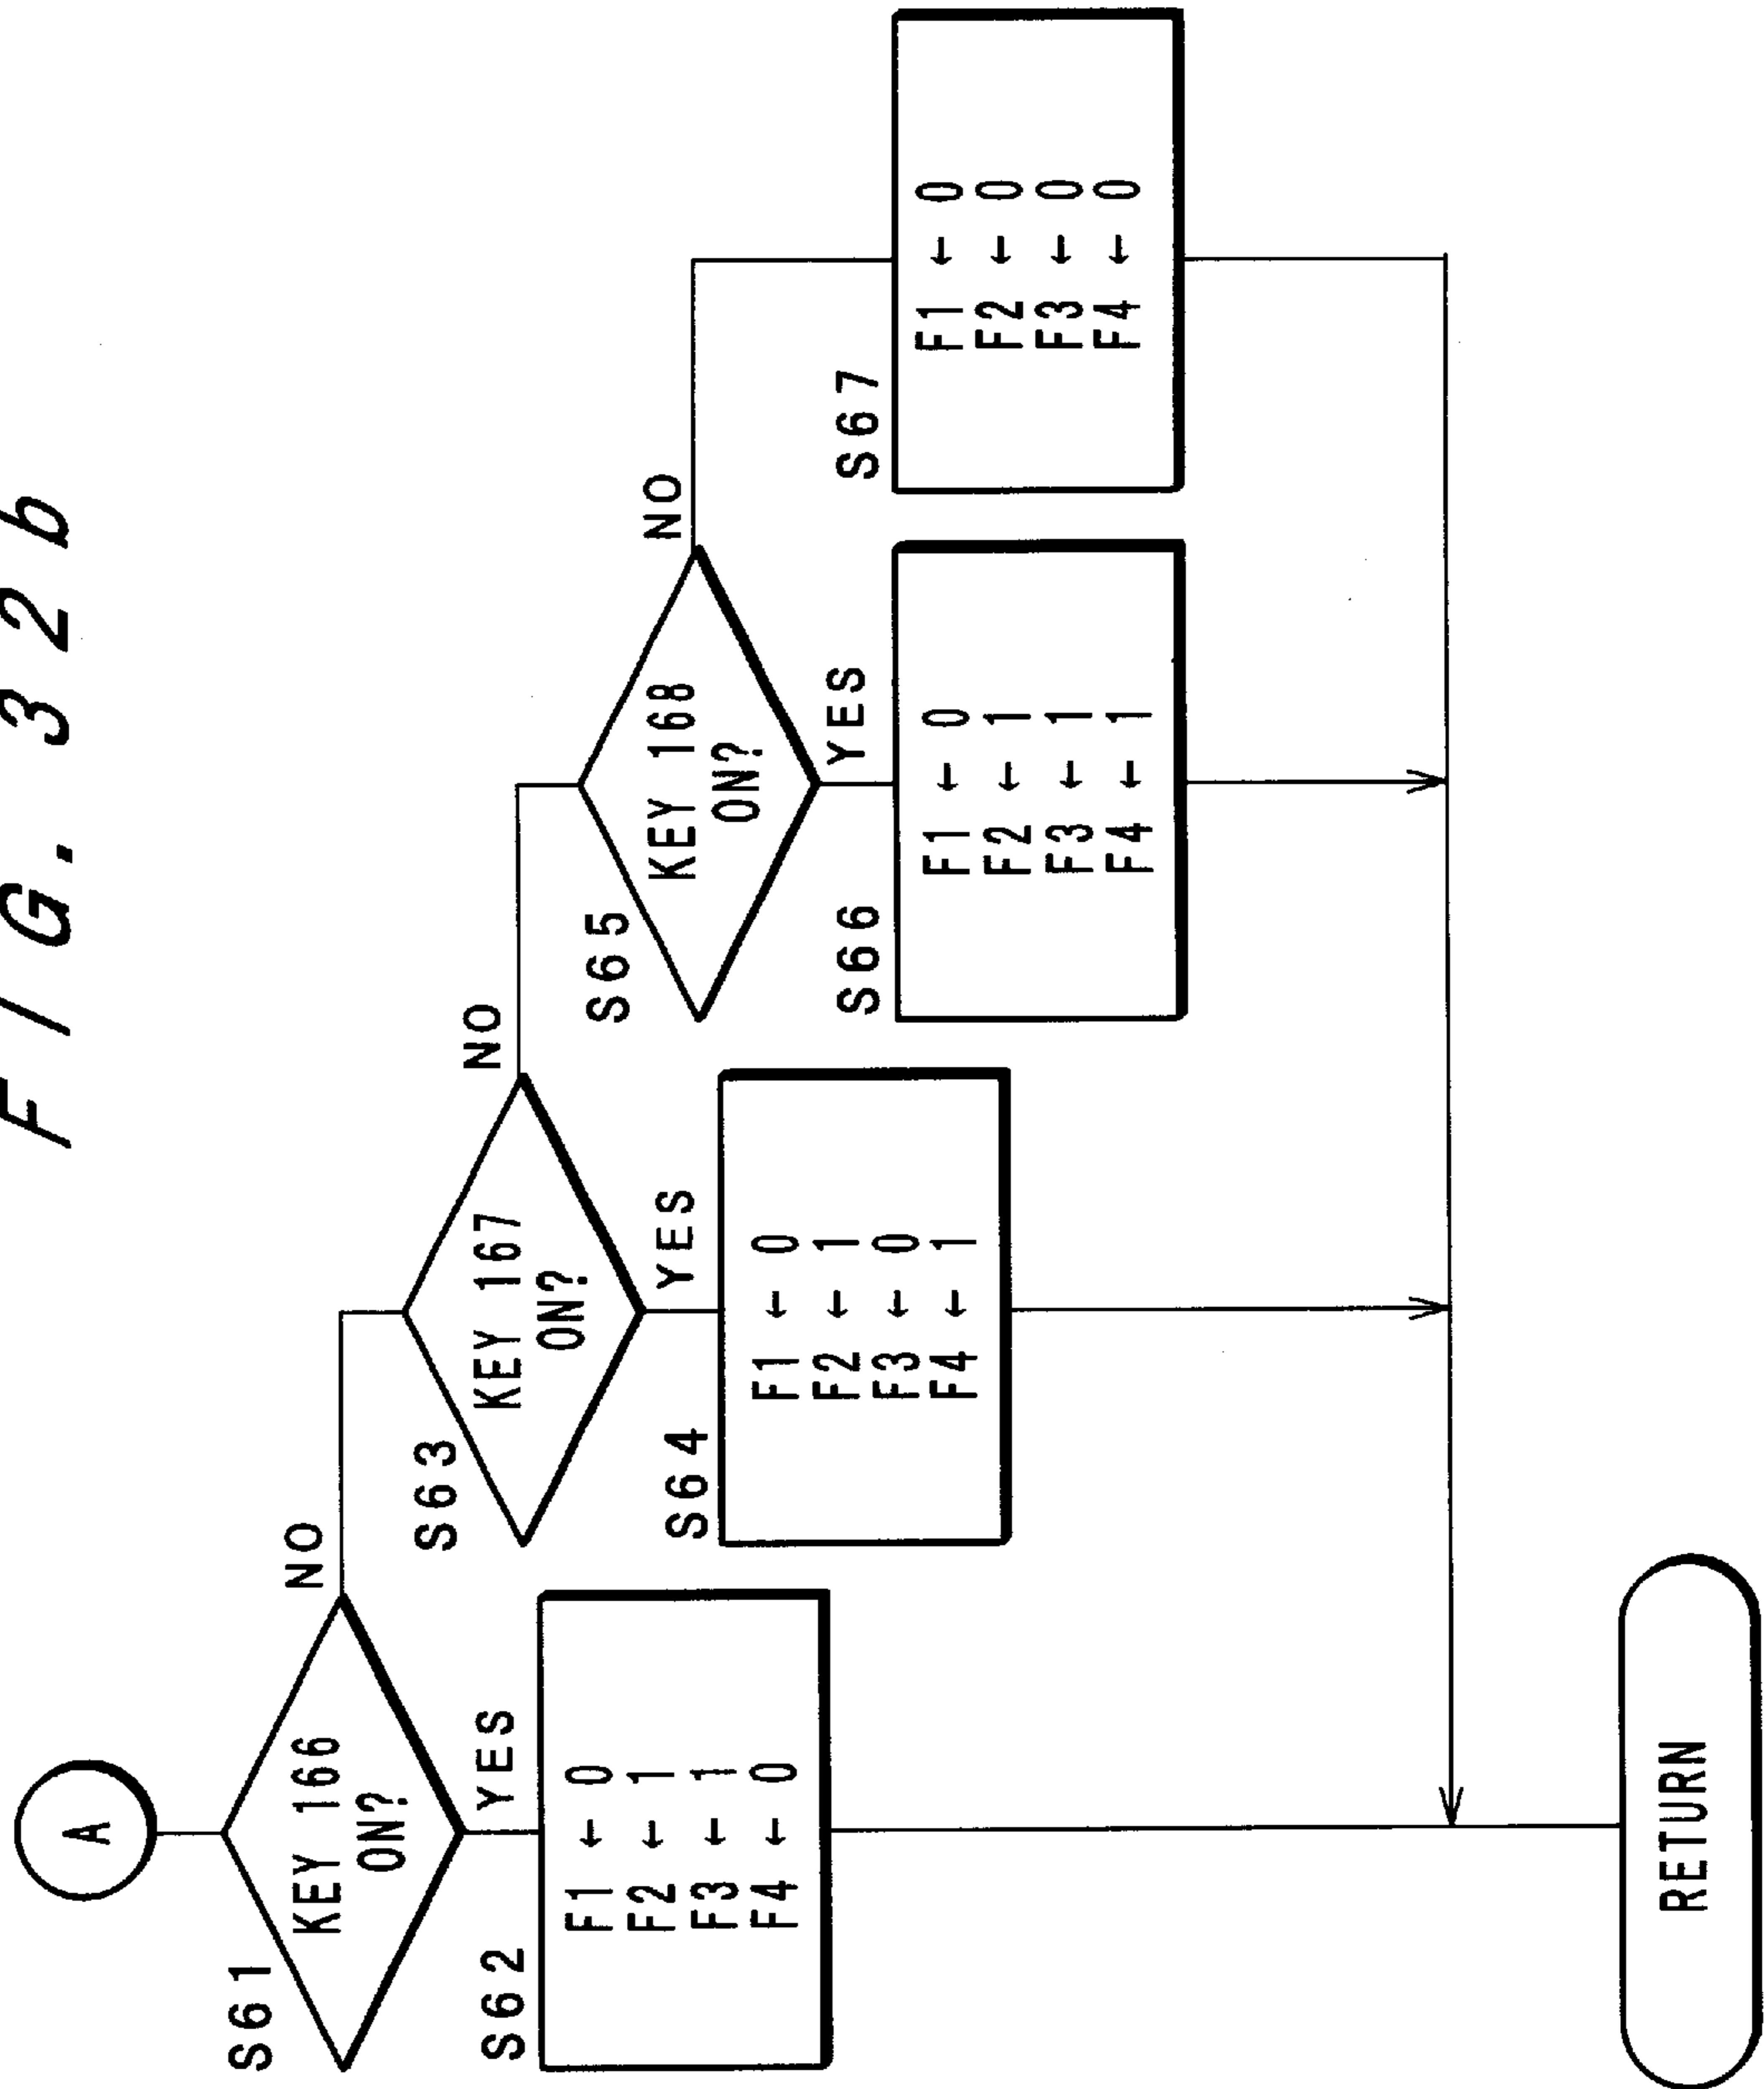 FIG. 32b
A
S61
KEY 166
ON?
NO
YES
S62
F1 ← 0
F2 ← 1
F3 ← 1
F4 ← 0
S63
KEY 167
ON?
NO
YES
S64
F1 ← 0
F2 ← 1
F3 ← 0
F4 ← 1
S65
KEY 168
ON?
NO
YES
S66
F1 ← 0
F2 ← 1
F3 ← 1
F4 ← 1
S67
F1 ← 0
F2 ← 0
F3 ← 0
F4 ← 0
RETURN